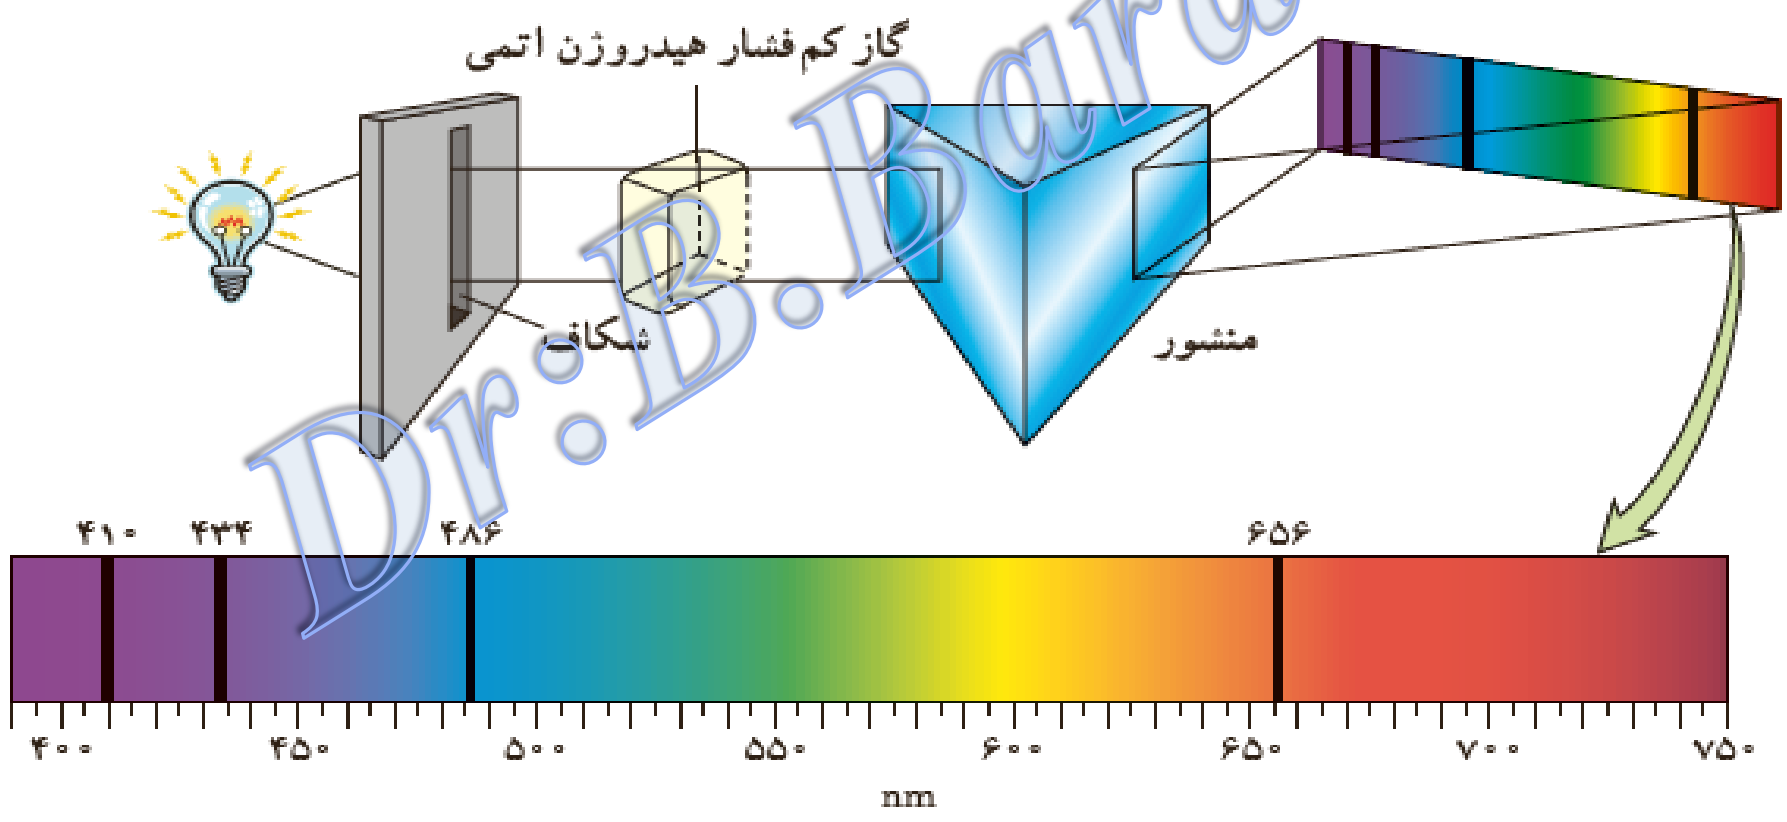 گاز کم فشار هیدروژن اتمی
شکاف
منشور
Dr.B.Bara
۴۱۰ ۴۳۴ ۴۸۶ ۶۵۶
۴۰۰ ۴۵۰ ۵۰۰ ۵۵۰ ۶۰۰ ۶۵۰ ۷۰۰ ۷۵۰
nm